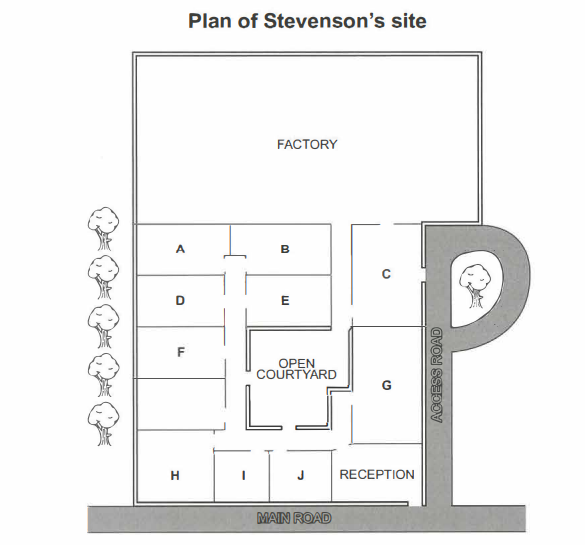 Plan of Stevenson's site
FACTORY
A
B
C
D
E
F
OPEN
COURTYARD
G
ACCESS ROAD
H
I
J
RECEPTION
MAIN ROAD